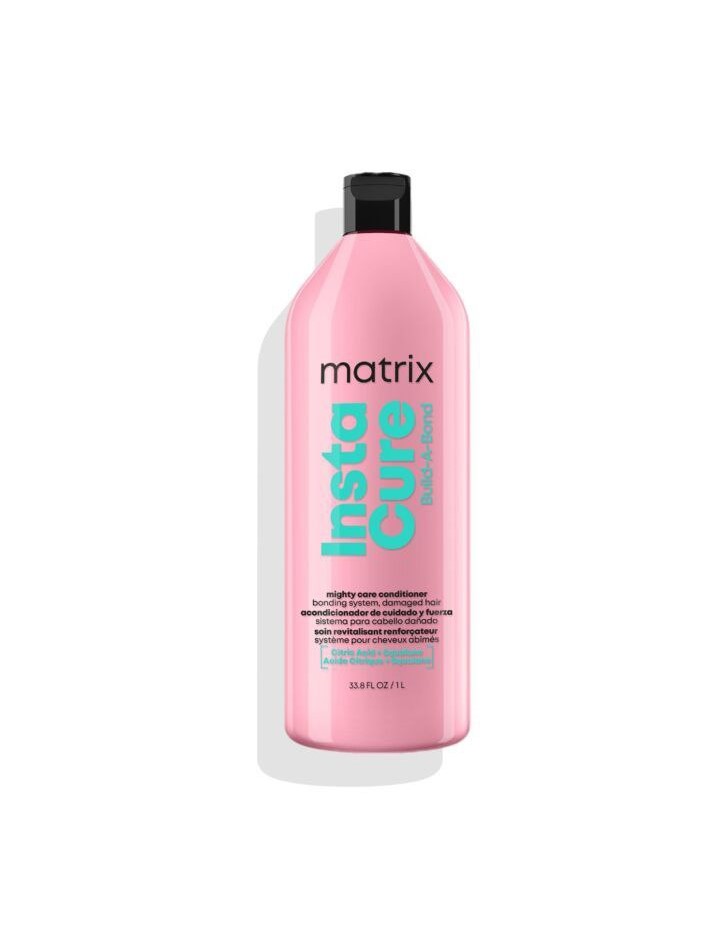 matrix
Insta
Cure
Build-A-Bond
mighty care conditioner
bonding system, damaged hair
acondicionador de cuidado y fuerza
sistema para cabello dañado
soin revitalisant renforçateur
système pour cheveux abîmés
Citric Acid + Squalane
Acide Citrique + Squalane
33.8 FL OZ / 1 L